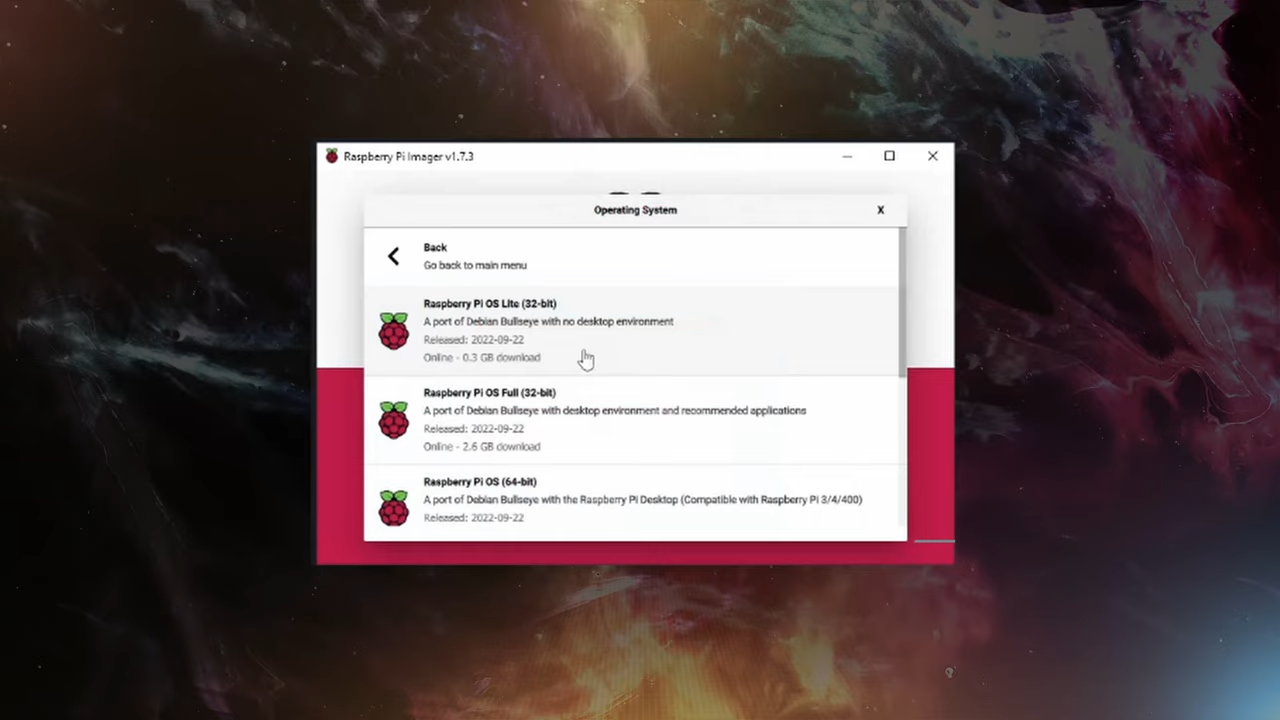 Raspberry Pi Imager v1.7.3
Operating System
X
Back
Go back to main menu
Raspberry Pi OS Lite (32-bit)
A port of Debian Bullseye with no desktop environment
Released: 2022-09-22
Online - 0.3 GB download
Raspberry Pi OS Full (32-bit)
A port of Debian Bullseye with desktop environment and recommended applications
Released: 2022-09-22
Online - 2.6 GB download
Raspberry Pi OS (64-bit)
A port of Debian Bullseye with the Raspberry Pi Desktop (Compatible with Raspberry Pi 3/4/400)
Released: 2022-09-22